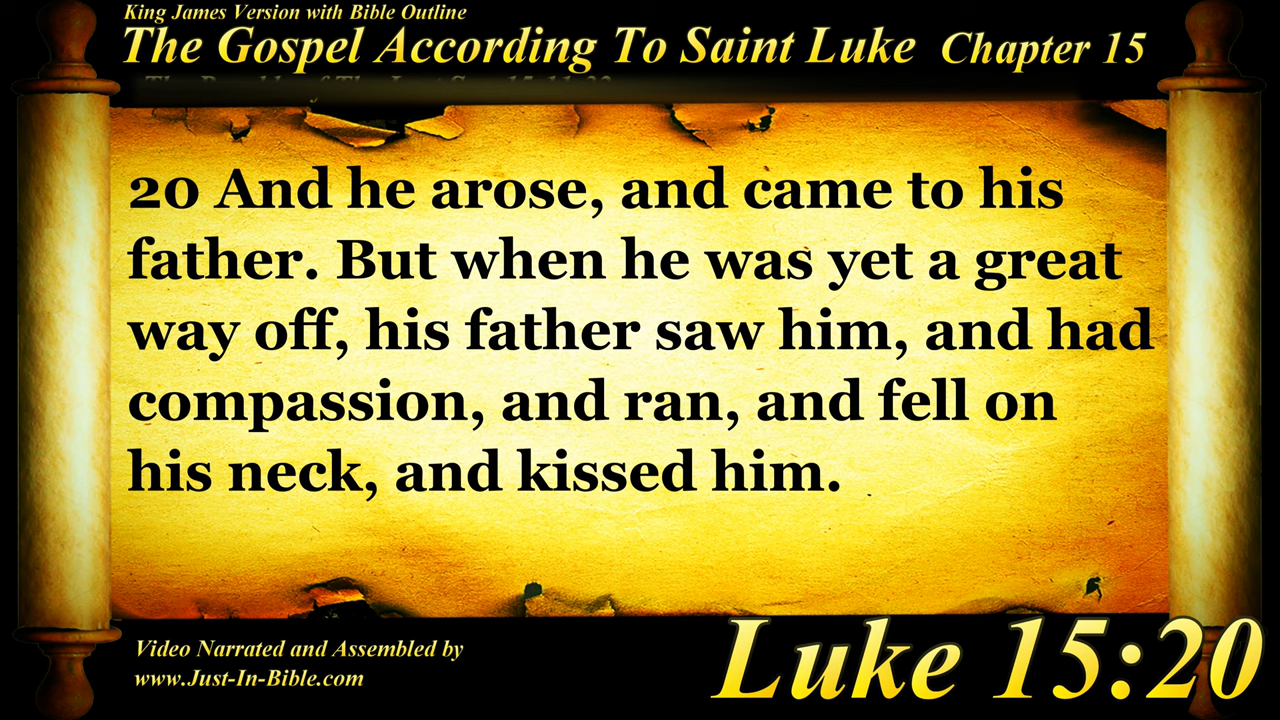 King James Version with Bible Outline
The Gospel According To Saint Luke Chapter 15
20 And he arose, and came to his
father. But when he was yet a great
way off, his father saw him, and had
compassion, and ran, and fell on
his neck, and kissed him.
Video Narrated and Assembled by
www.Just-In-Bible.com
Luke 15:20